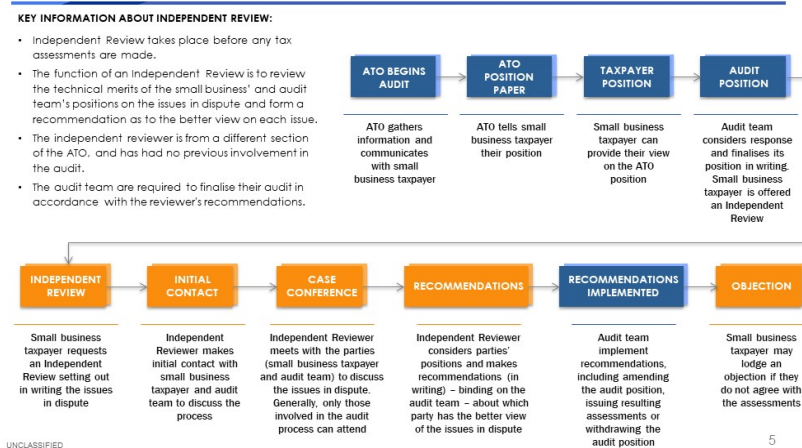 KEY INFORMATION ABOUT INDEPENDENT REVIEW:
• Independent Review takes place before any tax
assessments are made.
• The function of an Independent Review is to review
the technical merits of the small business' and audit
team's positions on the issues in dispute and form a
recommendation as to the better view on each issue.
• The independent reviewer is from a different section
of the ATO, and has had no previous involvement in
the audit.
• The audit team are required to finalise their audit in
accordance with the reviewer's recommendations.
ATO BEGINS
AUDIT
ATO gathers
information and
communicates
with small
business taxpayer
ATO
POSITION
PAPER
ATO tells small
business taxpayer
their position
TAXPAYER
POSITION
Small business
taxpayer can
provide their view
on the ATO
position
AUDIT
POSITION
Audit team
considers response
and finalises its
position in writing.
Small business
taxpayer is offered
an Independent
Review
INDEPENDENT
REVIEW
Small business
taxpayer requests
an Independent
Review setting out
in writing the issues
in dispute
INITIAL
CONTACT
Independent
Reviewer makes
initial contact with
small business
taxpayer and audit
team to discuss the
process
CASE
CONFERENCE
Independent Reviewer
meets with the parties
(small business taxpayer
and audit team) to discuss
the issues in dispute.
Generally, only those
involved in the audit
process can attend
RECOMMENDATIONS
Independent Reviewer
considers parties'
positions and makes
recommendations (in
writing) – binding on the
audit team – about which
party has the better view
of the issues in dispute
RECOMMENDATIONS
IMPLEMENTED
Audit team
implement
recommendations,
including amending
the audit position,
issuing resulting
assessments or
withdrawing the
audit position
OBJECTION
Small business
taxpayer may
lodge an
objection if they
do not agree with
the assessments
UNCLASSIFIED
5